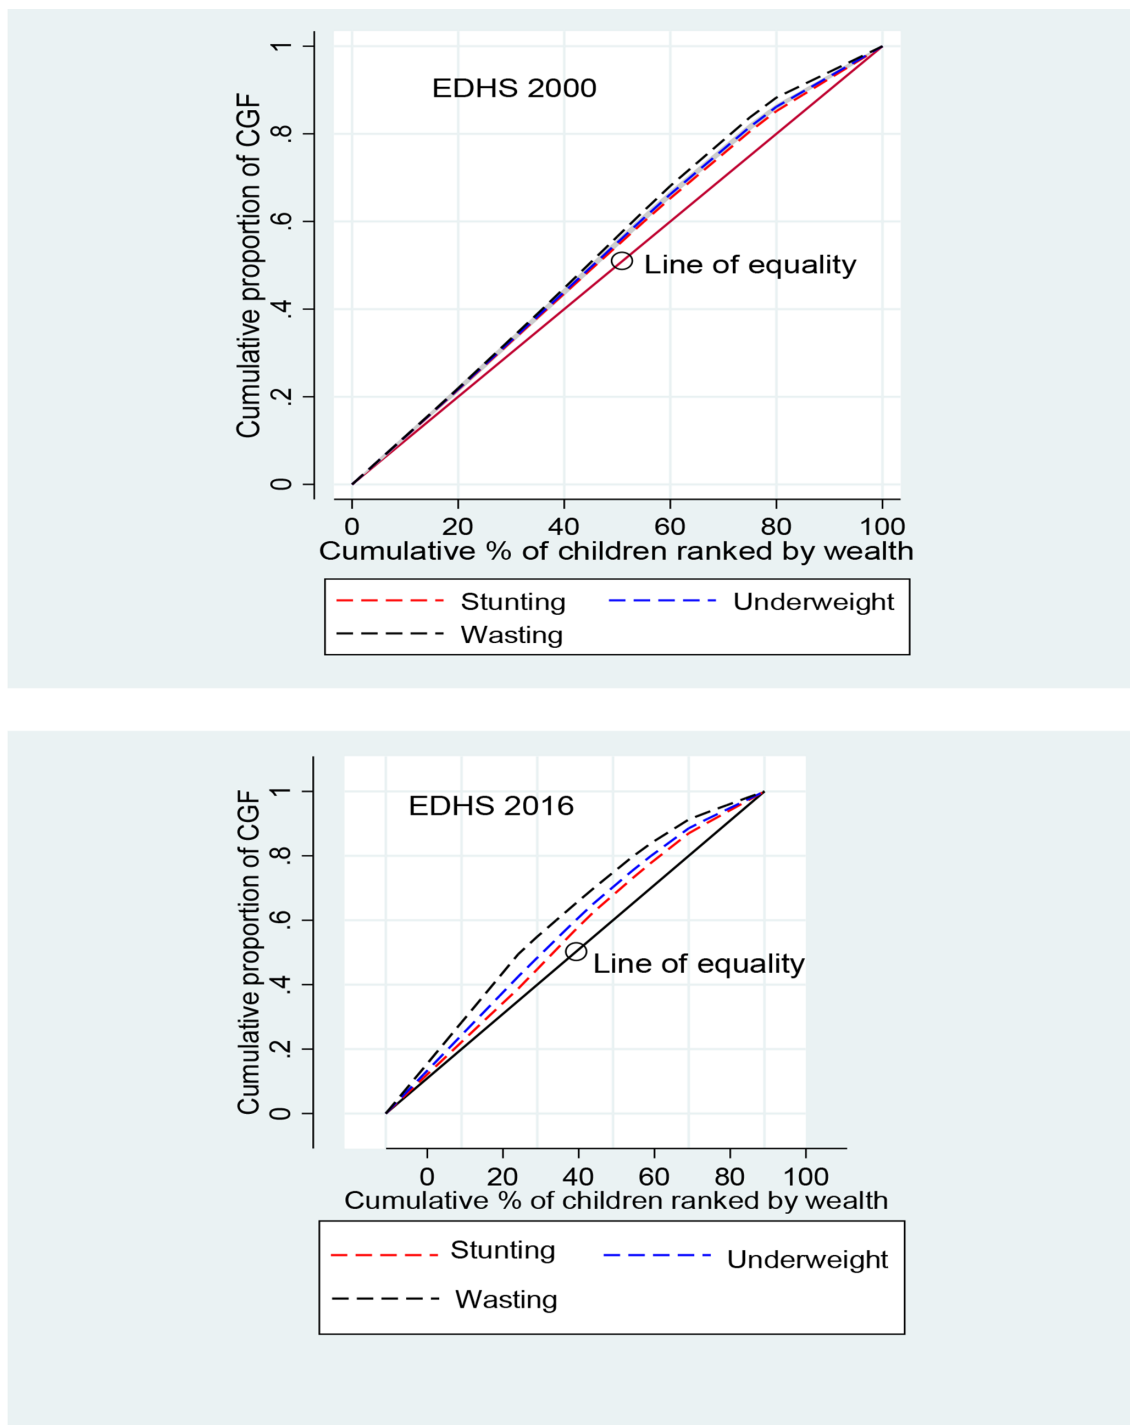 EDHS 2000
Cumulative proportion of CGF
1
.8
.6
.4
.2
0
Line of equality
0 20 40 60 80 100
Cumulative % of children ranked by wealth
Stunting Underweight
Wasting
EDHS 2016
Cumulative proportion of CGF
1
.8
.6
.4
.2
0
Line of equality
0 20 40 60 80 100
Cumulative % of children ranked by wealth
Stunting Underweight
Wasting